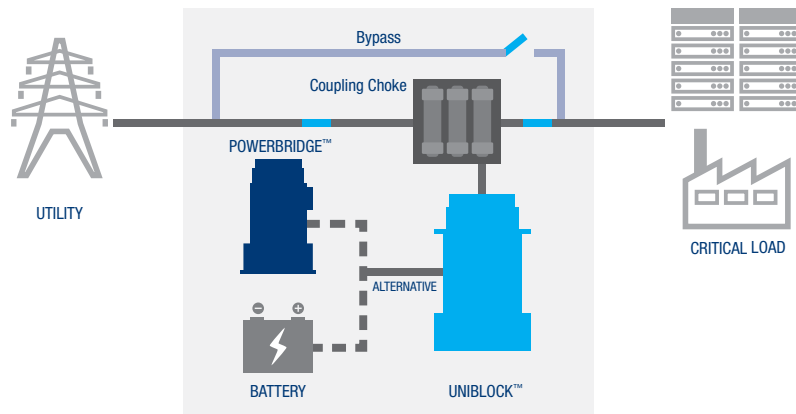 Bypass
Coupling Choke
POWERBRIDGE™
UTILITY
CRITICAL LOAD
ALTERNATIVE
BATTERY
UNIBLOCK™